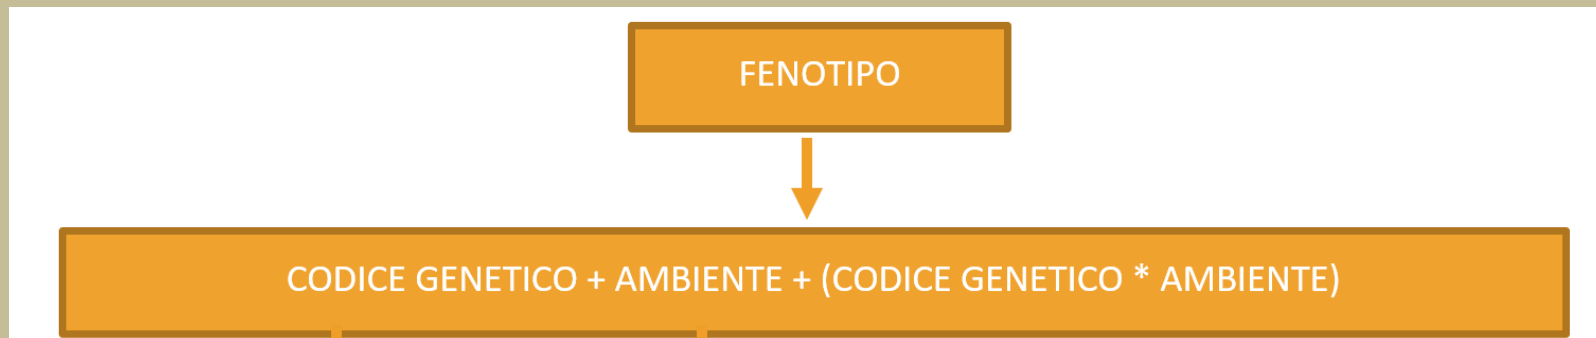 FENOTIPO
CODICE GENETICO + AMBIENTE + (CODICE GENETICO * AMBIENTE)